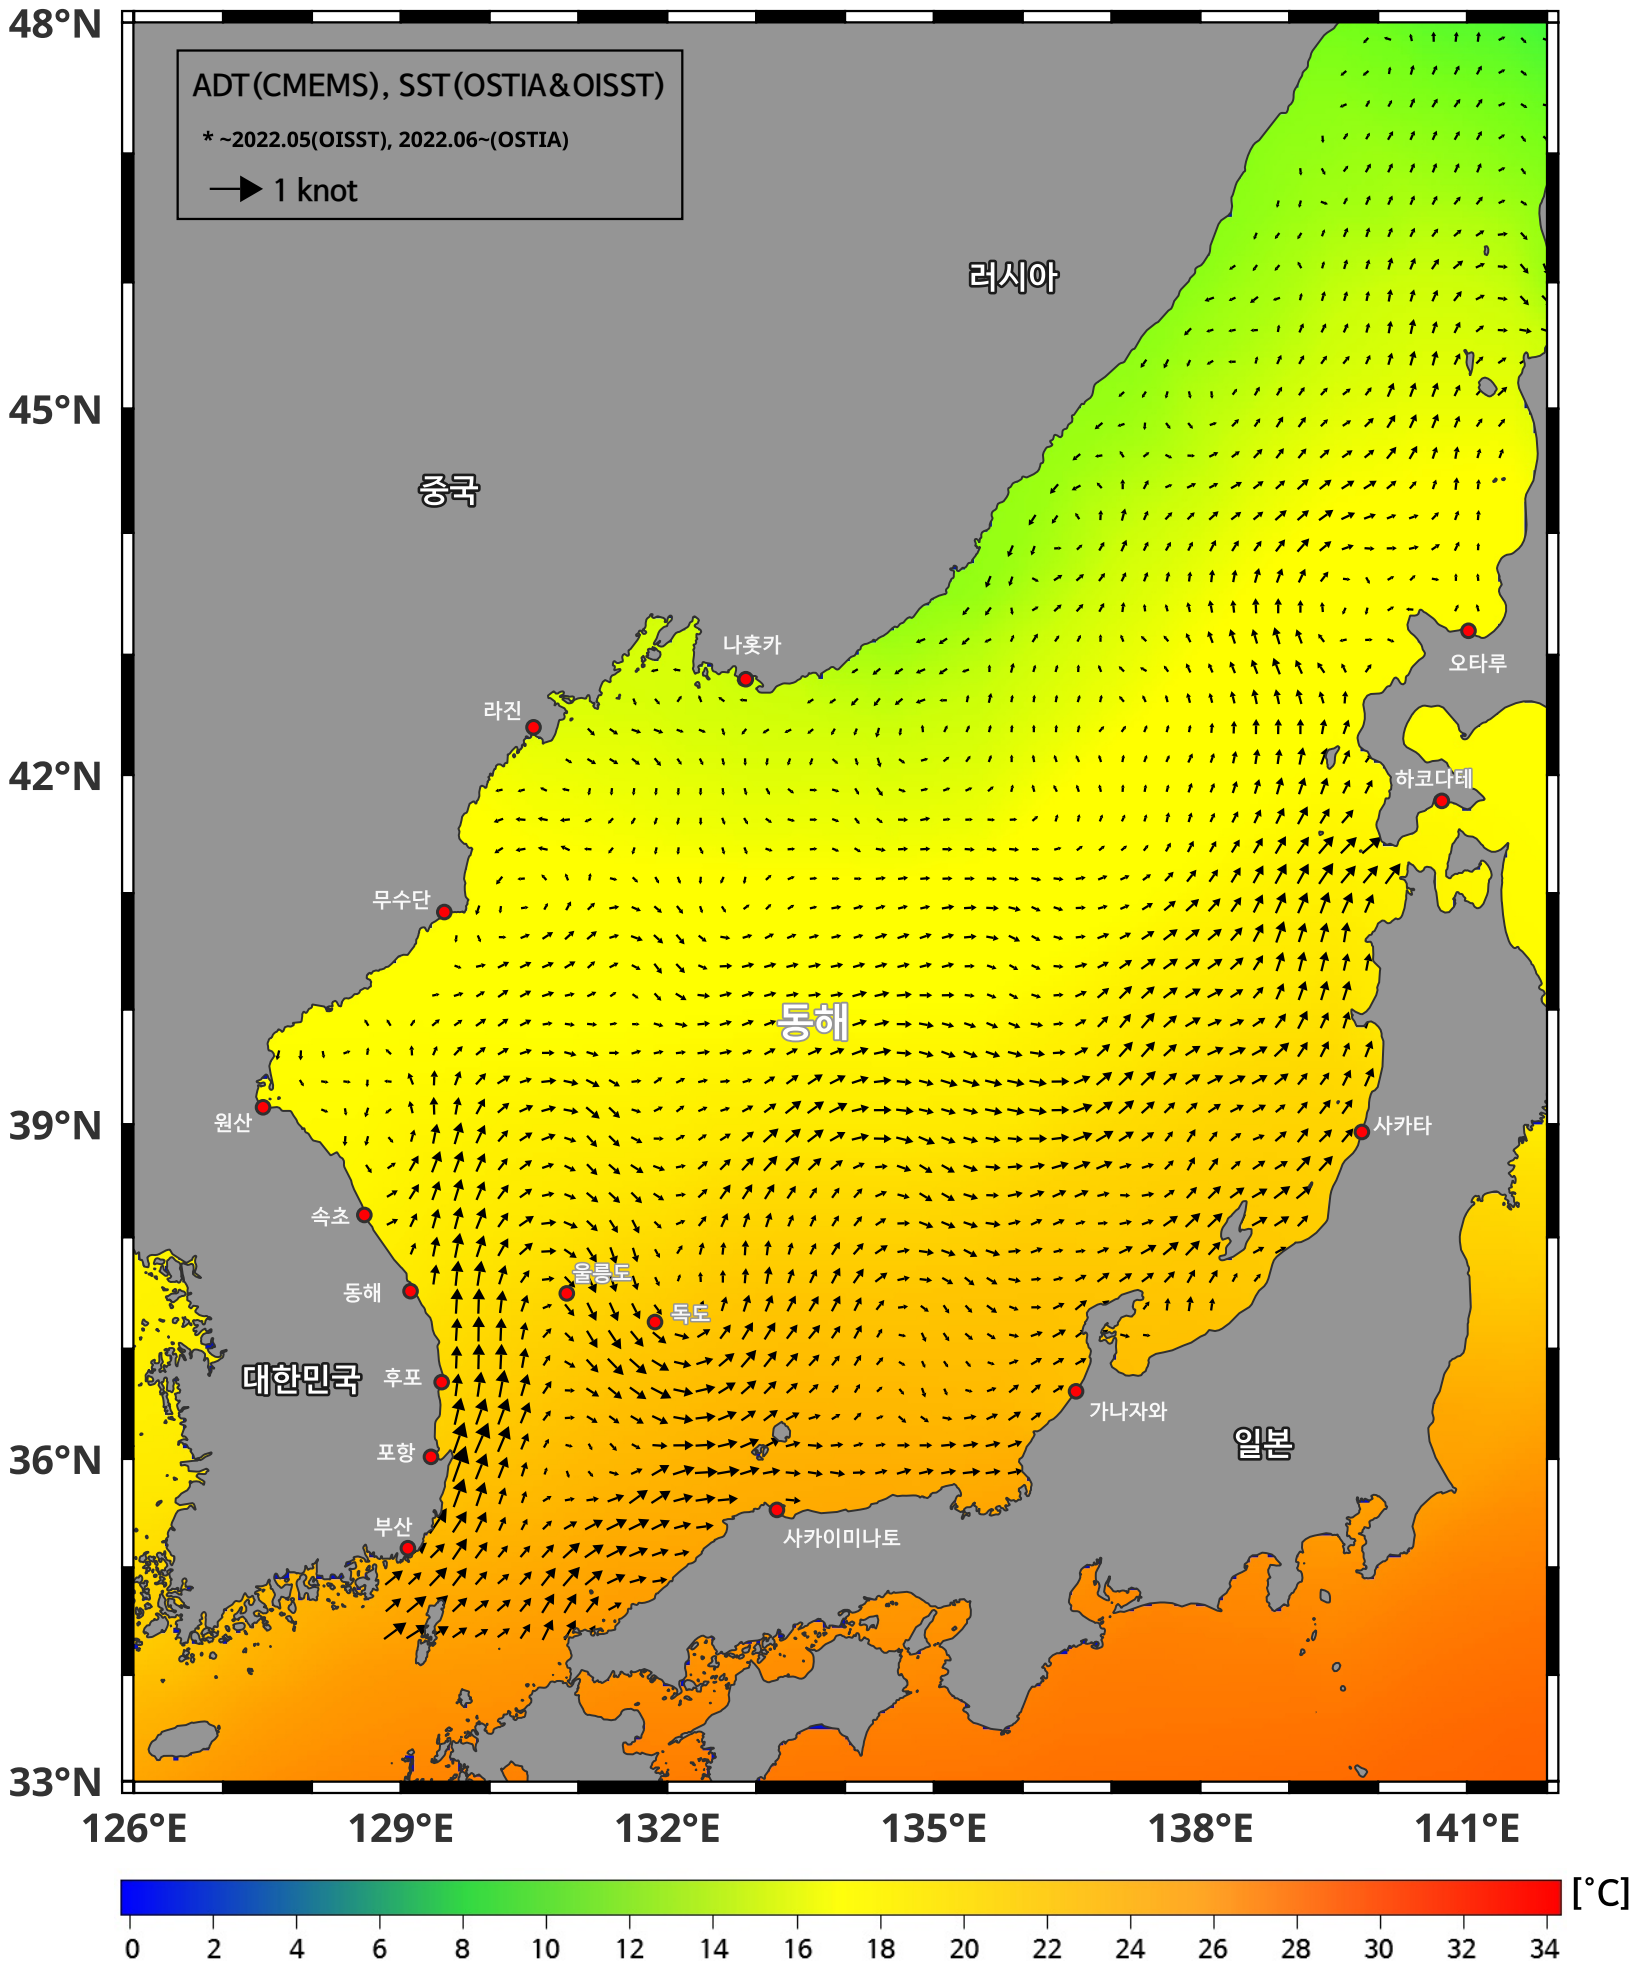 48°N
ADT(CMEMS), SST(OSTIA&OISST)
* ~2022.05(OISST), 2022.06~(OSTIA)
1 knot
러시아
45°N
중국
나홋카
오타루
라진
42°N
하코다테
무수단
동해
39°N
원산
사카타
속초
울릉도
동해
독도
대한민국
후포
가나자와
일본
36°N
포항
부산
사카이미나토
33°N
126°E 129°E 132°E 135°E 138°E 141°E
[°C]
0 2 4 6 8 10 12 14 16 18 20 22 24 26 28 30 32 34